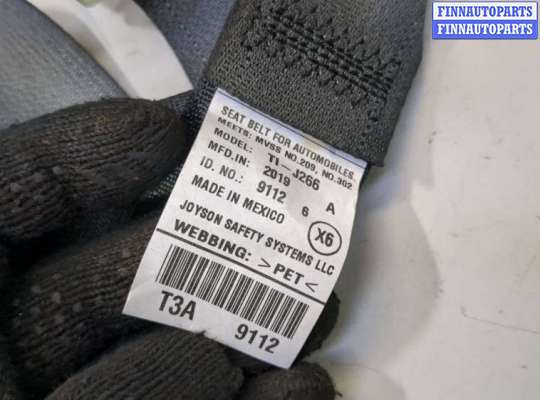 FINNAUTOPARTS
FINNAUTOPARTS
SEAT BELT FOR AUTOMOBILES.
MEETS: MVSS NO.209, NO.302
MODEL: TI-J266 A
MFD.IN: 2019
ID. NO.: 9112 6 X6
MADE IN MEXICO
JOYSON SAFETY SYSTEMS LLC
WEBBING: >PET<
T3A 9112